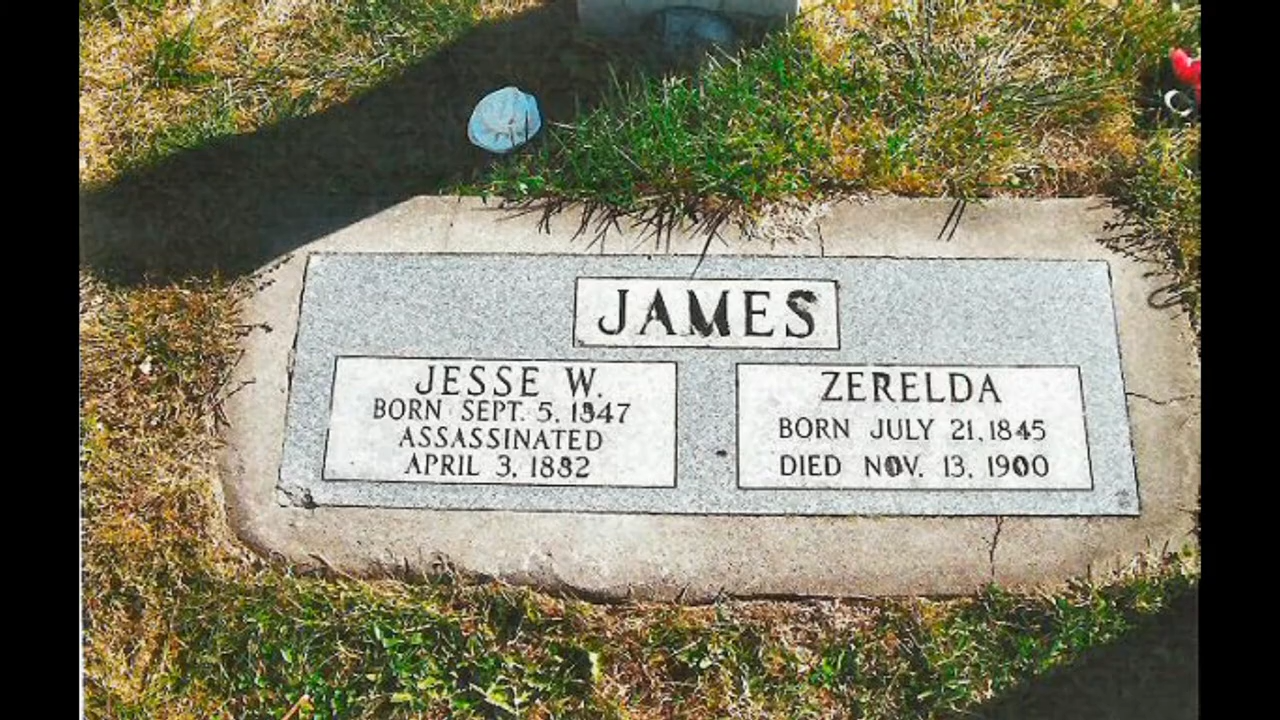 JAMES
JESSE W.
BORN SEPT. 5, 1847
ASSASSINATED
APRIL 3, 1882
ZERELDA
BORN JULY 21, 1845
DIED NOV. 13, 1900